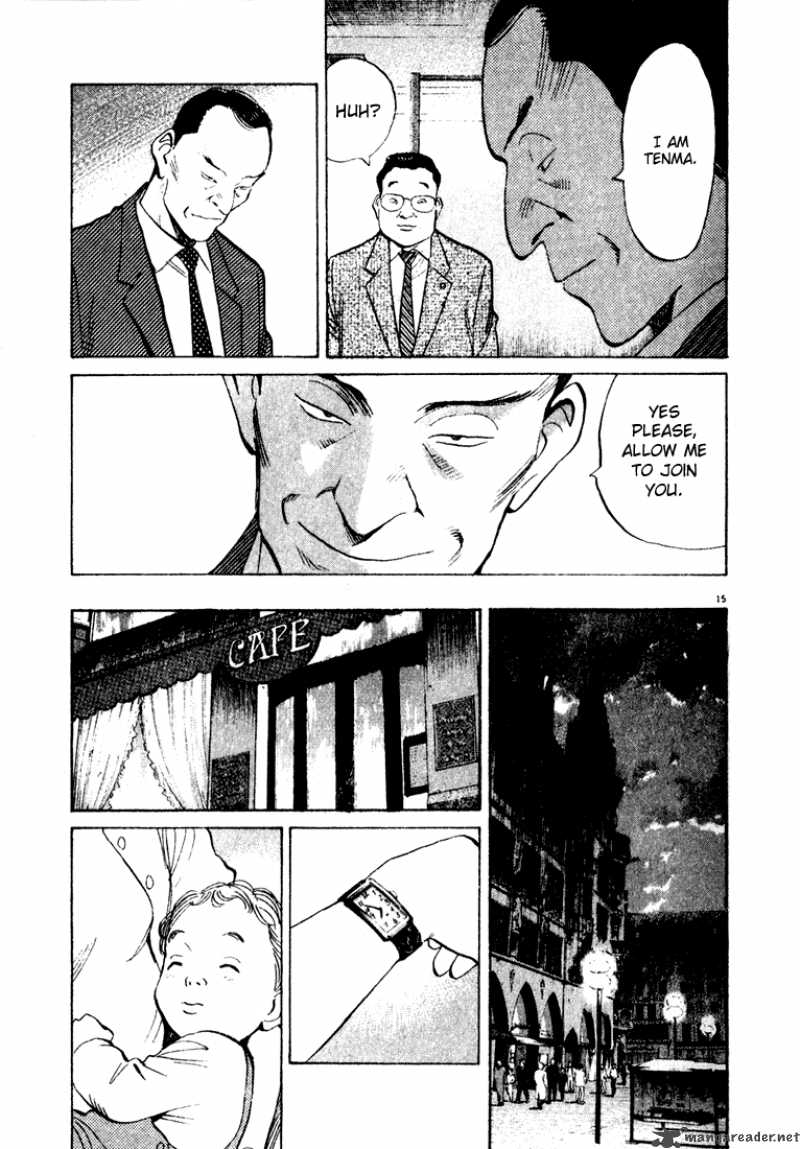 I AM
TENMA.
HUH?
YES
PLEASE,
ALLOW ME
TO JOIN
YOU.
15
CAFE
mangareader.net